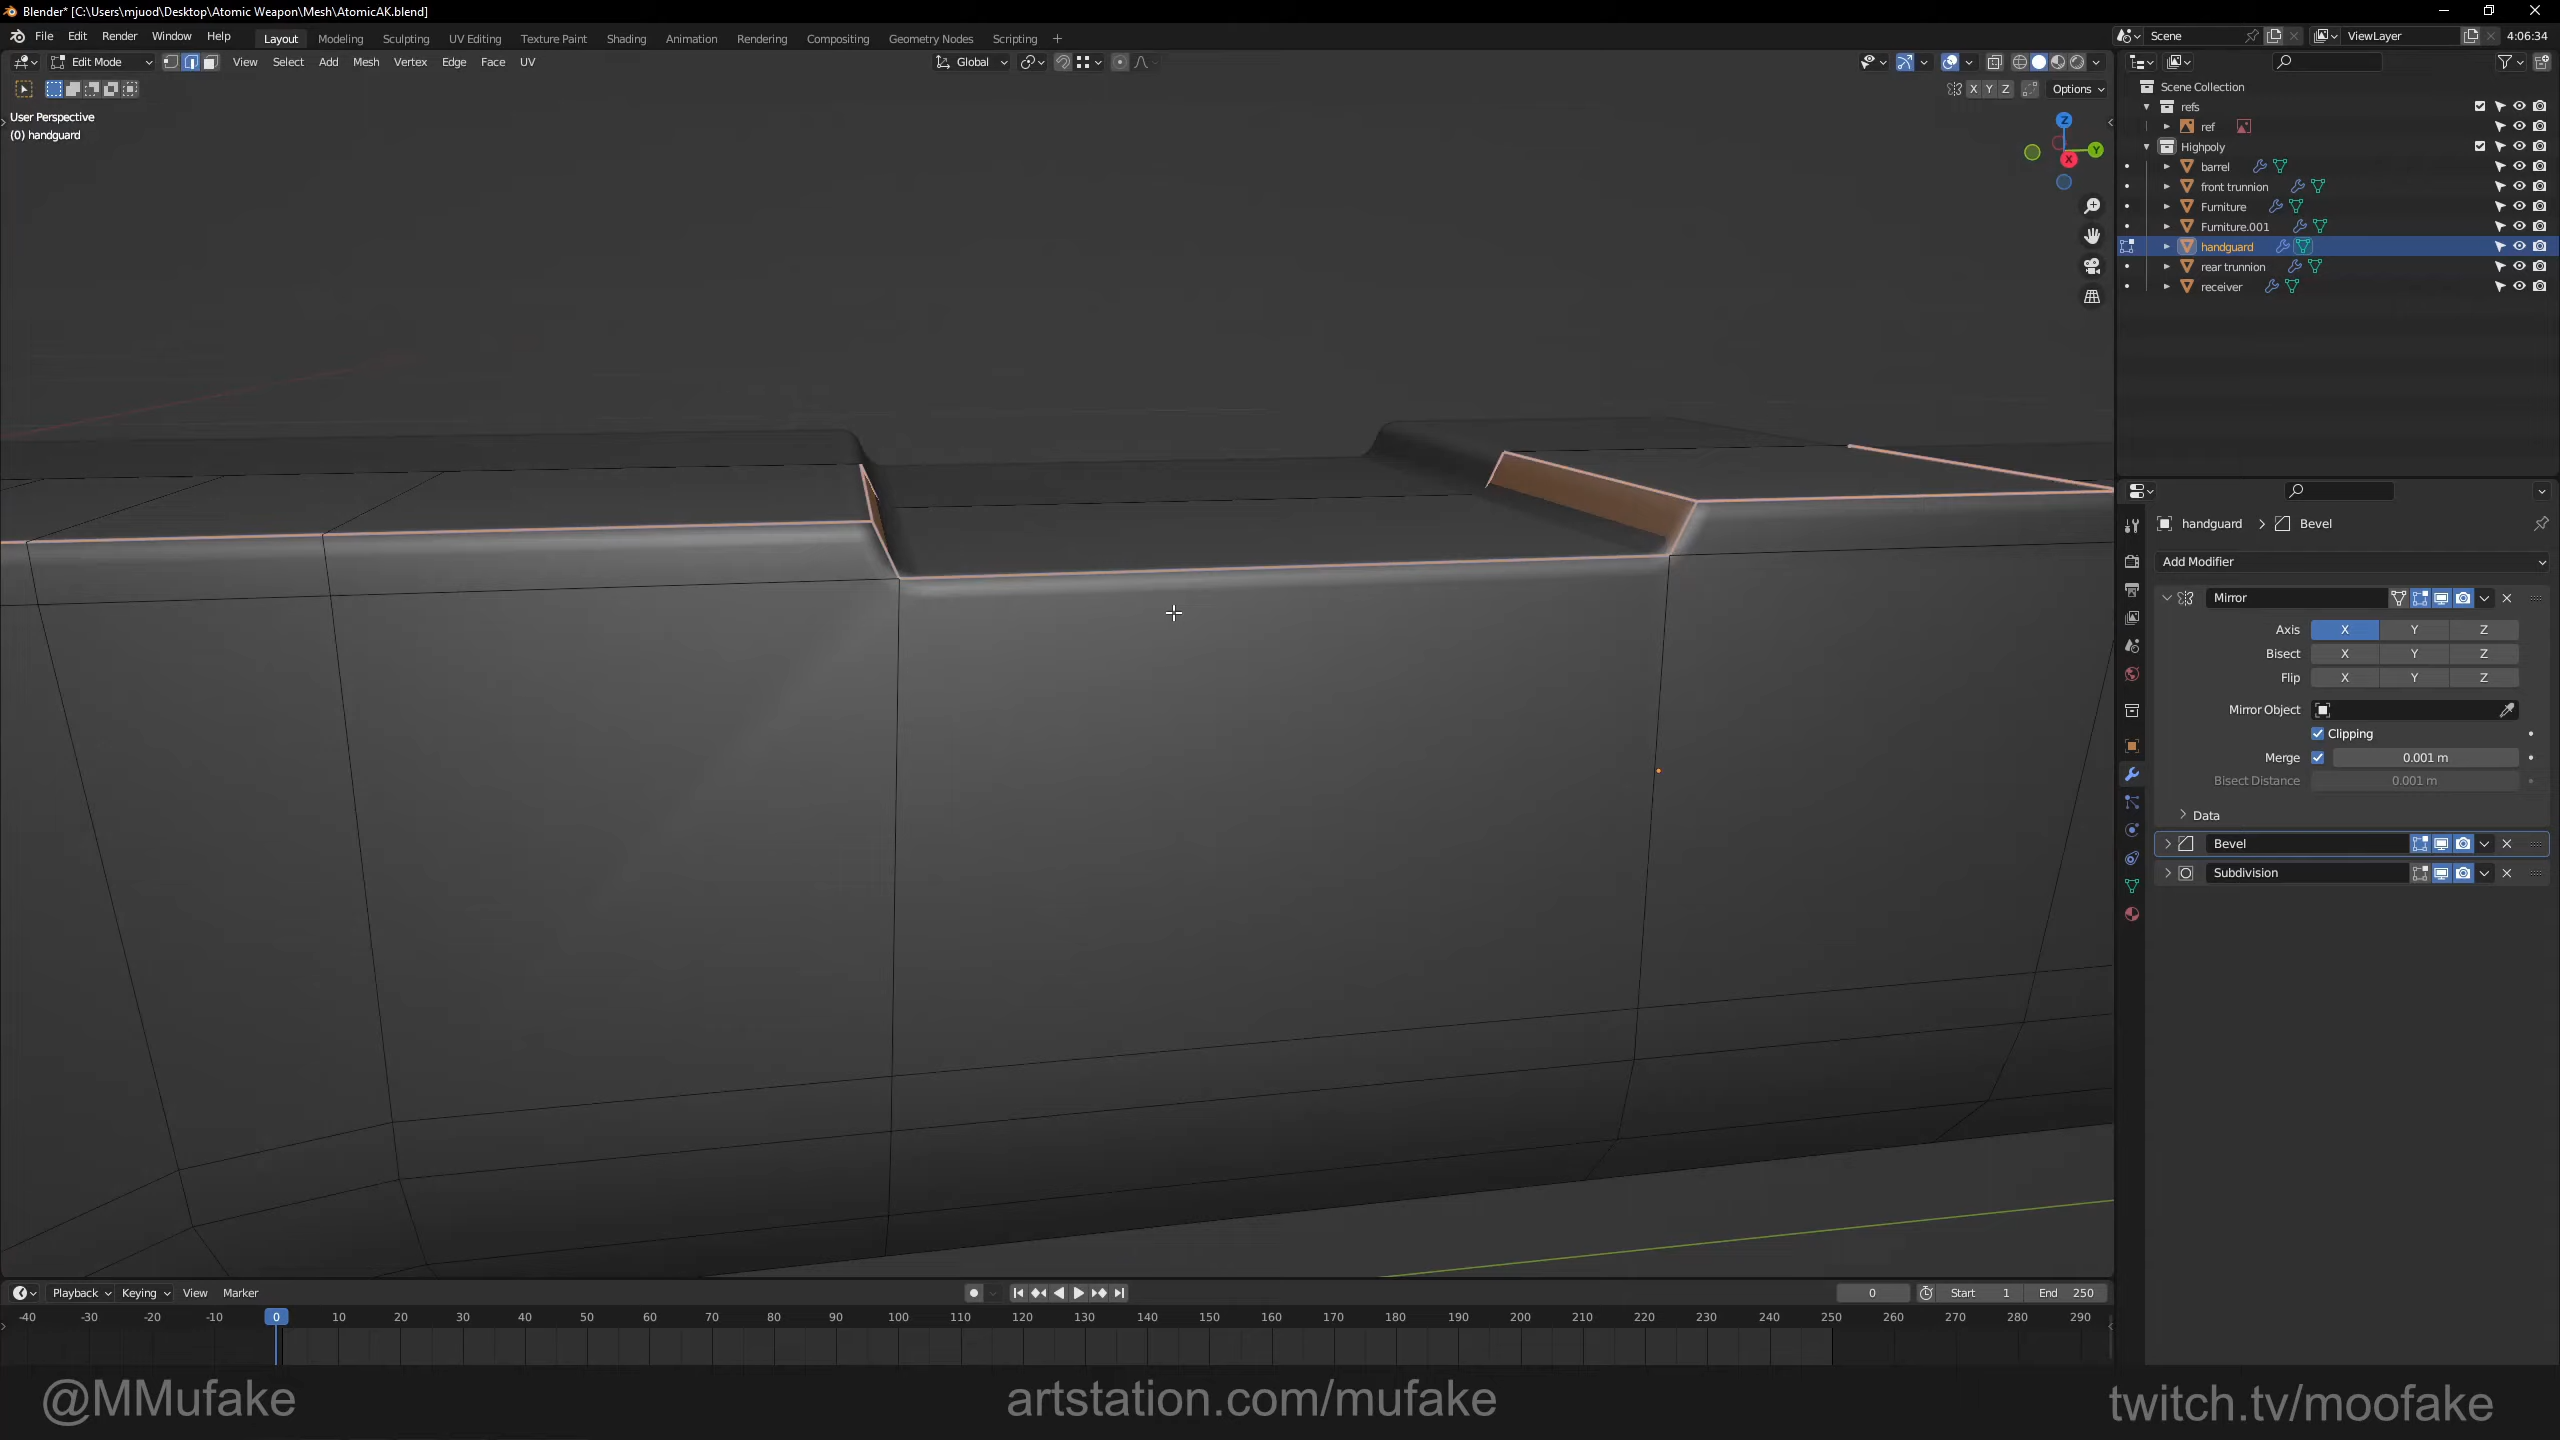 Blender* [C:\Users\mjuod\Desktop\Atomic Weapon\Mesh\AtomicAK.blend]
File Edit Render Window Help Layout Modeling Sculpting UV Editing Texture Paint Shading Animation Rendering Compositing Geometry Nodes Scripting + Scene ViewLayer 4:06:34
Edit Mode View Select Add Mesh Vertex Edge Face UV Global
X Y Z Options
User Perspective
(0) handguard
Z
Y
X
Scene Collection
refs
ref
Highpoly
barrel
front trunnion
Furniture
Furniture.001
handguard
rear trunnion
receiver
handguard > Bevel
Add Modifier
Mirror
Axis X Y Z
Bisect X Y Z
Flip X Y Z
Mirror Object
Clipping
Merge 0.001 m
Bisect Distance 0.001 m
Data
Bevel
Subdivision
Playback Keying View Marker 0 Start 1 End 250
-40 -30 -20 -10 0 10 20 30 40 50 60 70 80 90 100 110 120 130 140 150 160 170 180 190 200 210 220 230 240 250 260 270 280 290
@MMufake artstation.com/mufake twitch.tv/moofake